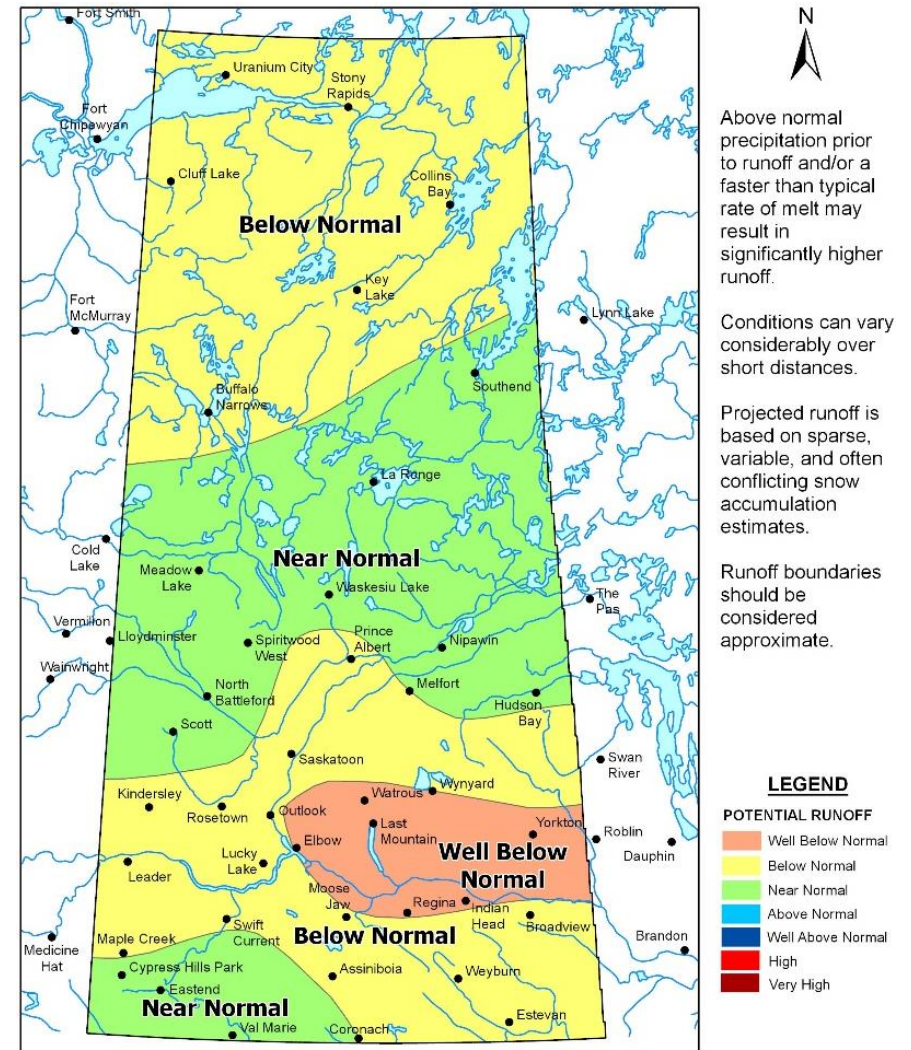 Fort Smith
Uranium City
Stony
Rapids
Fort
Chipewyan
Cluff Lake
Collins
Bay
Below Normal
Key
Lake
Fort
McMurray
Lynn Lake
Southend
Buffalo
Narrows
La Ronge
Cold
Lake
Near Normal
Meadow
Lake
Waskesiu Lake
The
Pas
Vermilion
Lloydminster
Spiritwood
West
Prince
Albert
Nipawin
Wainwright
North
Battleford
Melfort
Hudson
Bay
Scott
Saskatoon
Swan
River
Kindersley
Rosetown
Outlook
Watrous
Wynyard
Last
Mountain
Yorkton
Roblin
Dauphin
Elbow
Lucky
Lake
Leader
Well Below
Normal
Moose
Jaw
Regina
Indian
Head
Broadview
Swift
Current
Below Normal
Brandon
Medicine
Hat
Maple Creek
Cypress Hills Park
Assiniboia
Weyburn
Eastend
Near Normal
Val Marie
Coronach
Estevan
N
Above normal
precipitation prior
to runoff and/or a
faster than typical
rate of melt may
result in
significantly higher
runoff.
Conditions can vary
considerably over
short distances.
Projected runoff is
based on sparse,
variable, and often
conflicting snow
accumulation
estimates.
Runoff boundaries
should be
considered
approximate.
LEGEND
POTENTIAL RUNOFF
Well Below Normal
Below Normal
Near Normal
Above Normal
Well Above Normal
High
Very High